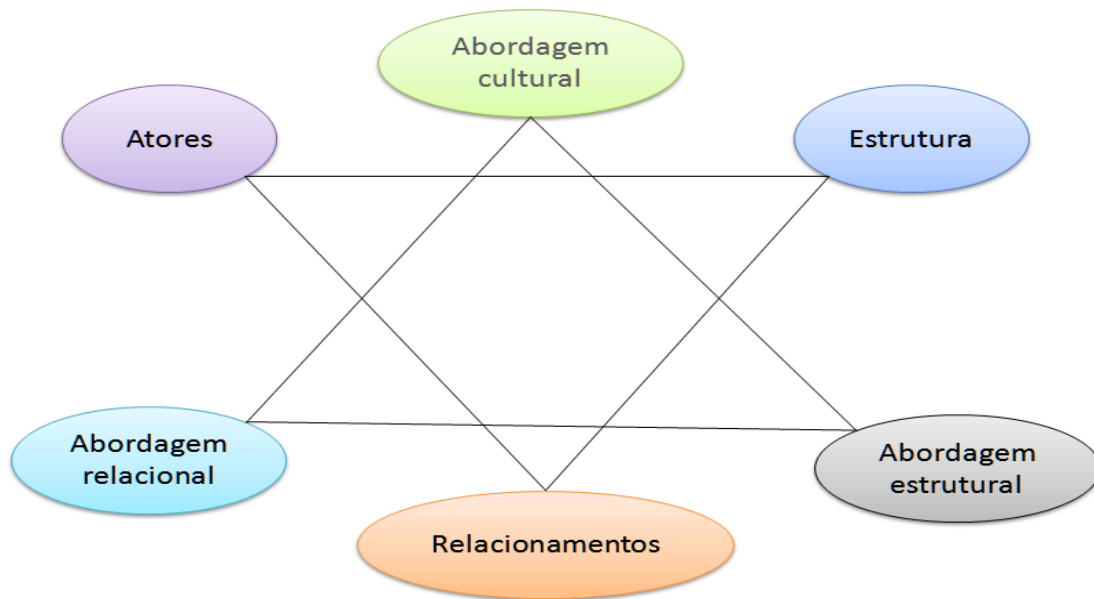 Abordagem
cultural
Atores
Estrutura
Abordagem
relacional
Abordagem
estrutural
Relacionamentos